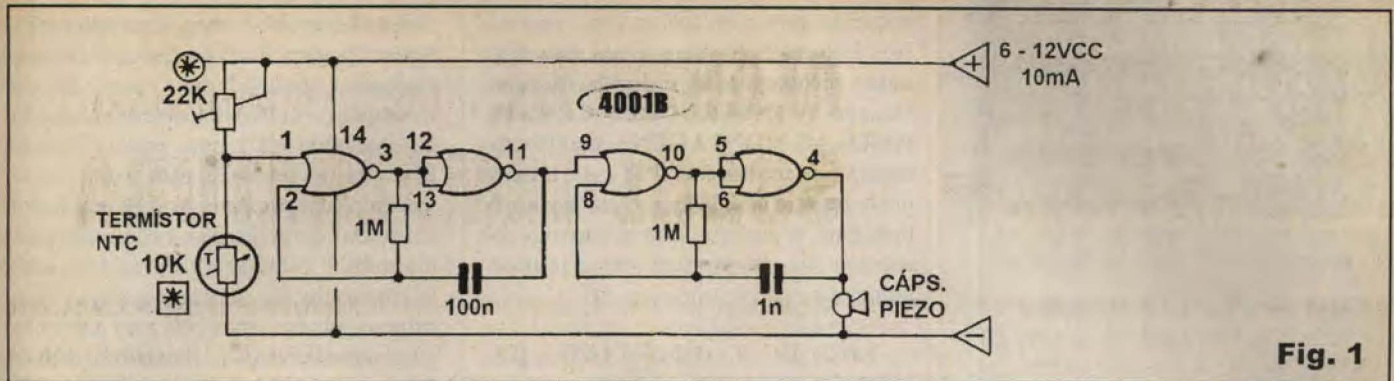 6 - 12VCC
10mA
22K
4001B
1
14
3
12
11
9
10
5
4
2
13
8
6
TERMÍSTOR
NTC
10K
T
1M
1M
100n
1n
CÁPS.
PIEZO
Fig. 1